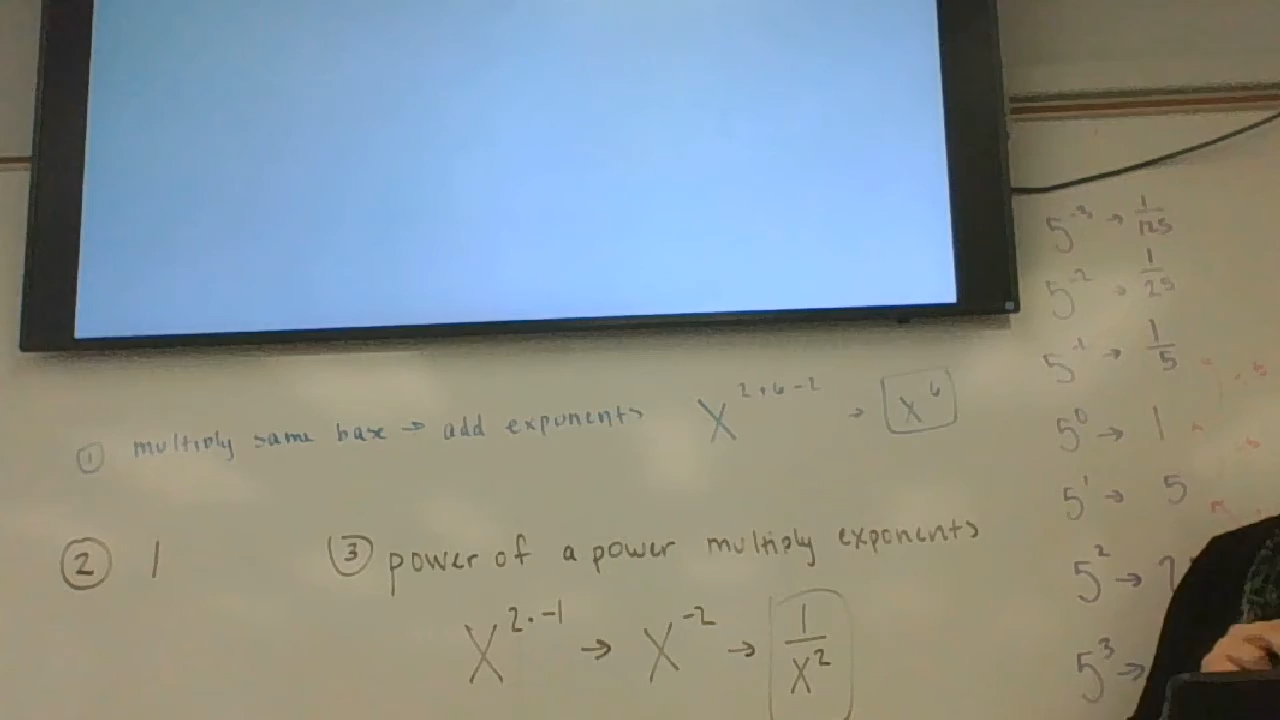 ① multiply same base → add exponents x^{2+6-2} → x^6
② 1
③ power of a power multiply exponents
x^{2·-1} → x^{-2} → 1/x^2
5^{-3} → 1/125
5^{-2} → 1/25
5^{-1} → 1/5
5^0 → 1
5^1 → 5
5^2 →
5^3 →